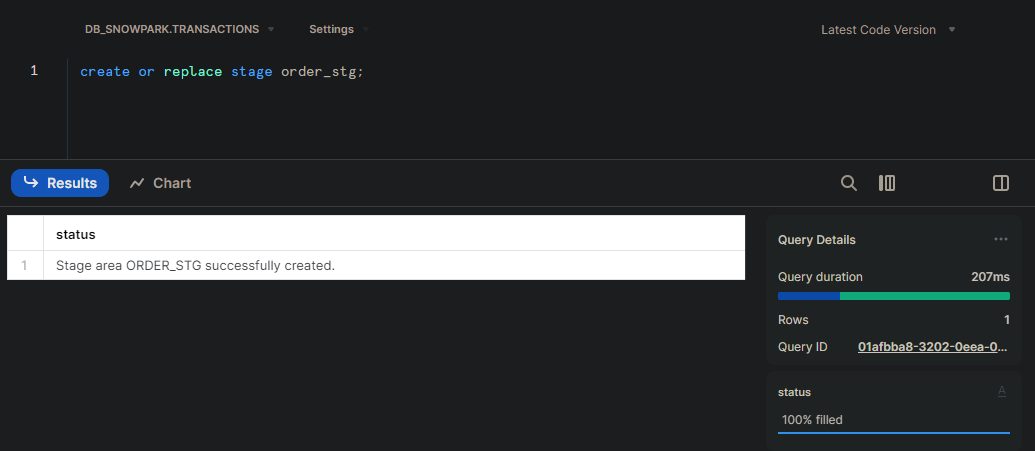 DB_SNOWPARK.TRANSACTIONS Settings Latest Code Version
1 create or replace stage order_stg;
Results Chart
status
1 Stage area ORDER_STG successfully created.
Query Details
Query duration 207ms
Rows 1
Query ID 01afbba8-3202-0eea-0...
status A
100% filled